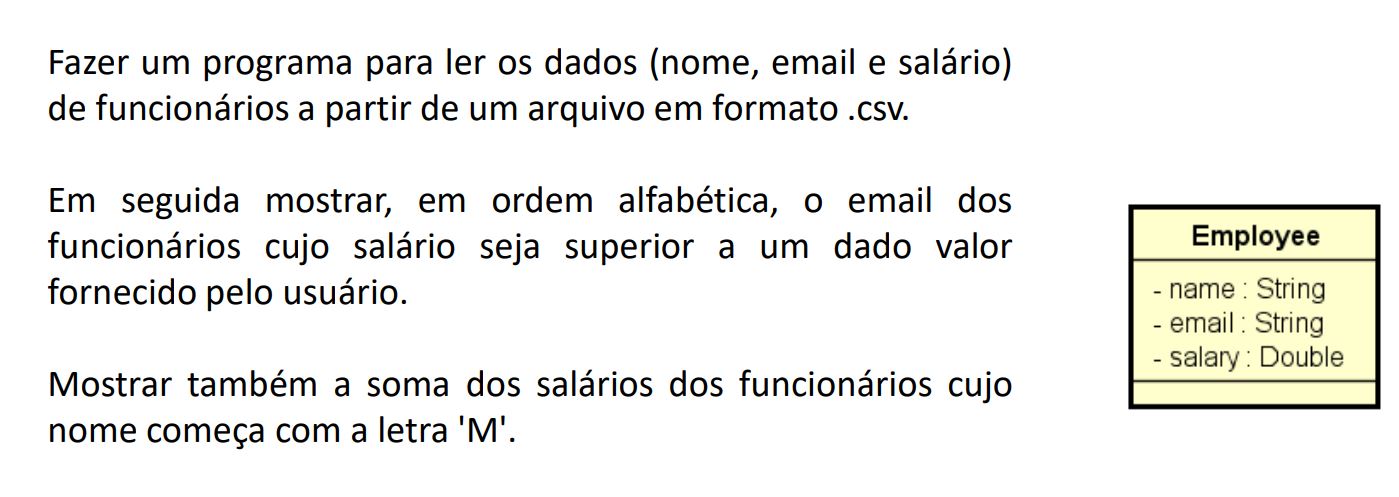 Fazer um programa para ler os dados (nome, email e salário)
de funcionários a partir de um arquivo em formato .csv.
Em seguida mostrar, em ordem alfabética, o email dos
funcionários cujo salário seja superior a um dado valor
fornecido pelo usuário.
Mostrar também a soma dos salários dos funcionários cujo
nome começa com a letra 'M'.
Employee
- name : String
- email : String
- salary : Double